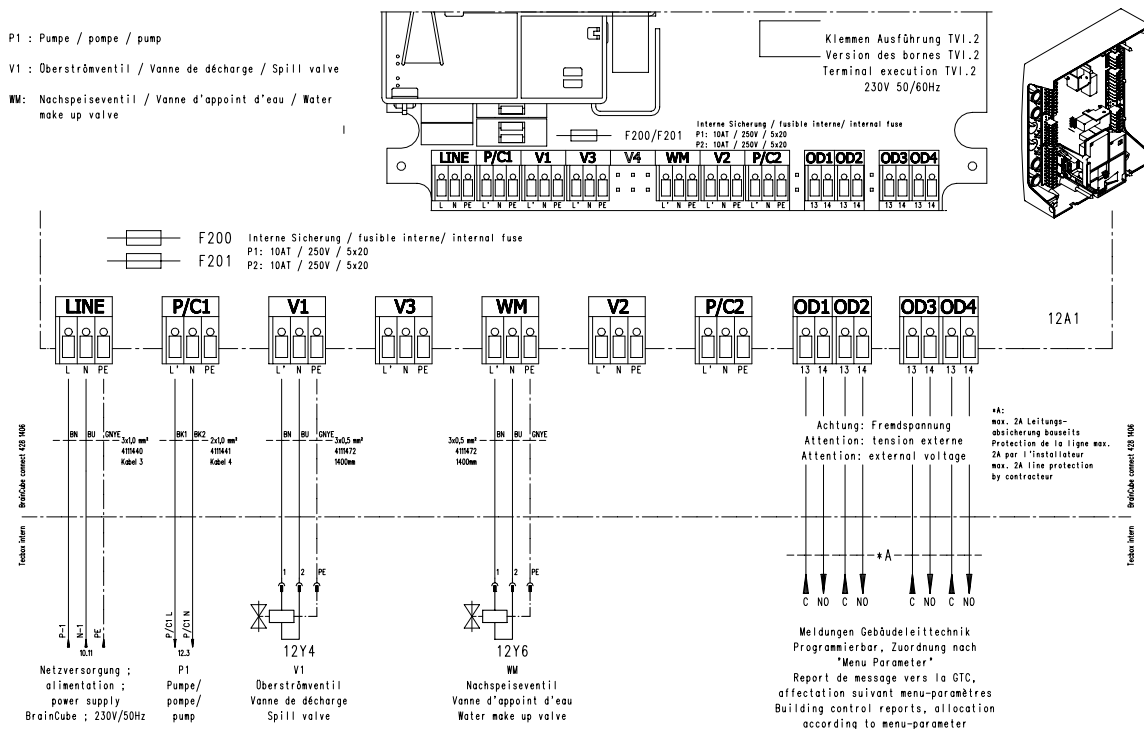 P1 : Pumpe / pompe / pump
V1 : Überströmventil / Vanne de décharge / Spill valve
WM: Nachspeiseventil / Vanne d'appoint d'eau / Water
make up valve
Klemmen Ausführung TV1.2
Version des bornes TV1.2
Terminal execution TV1.2
230V 50/60Hz
F200/F201
Interne Sicherung / fusible interne/ internal fuse
P1: 10AT / 250V / 5x20
P2: 10AT / 250V / 5x20
LINE P/C1 V1 V3 V4 WM V2 P/C2 OD1 OD2 OD3 OD4
L N PE L' N PE L' N PE L' N PE L' N PE L' N PE L' N PE 13 14 13 14 13 14 13 14
F200 Interne Sicherung / fusible interne/ internal fuse
P1: 10AT / 250V / 5x20
F201 P2: 10AT / 250V / 5x20
LINE P/C1 V1 V3 WM V2 P/C2 OD1 OD2 OD3 OD4
12A1
L N PE L' N PE L' N PE L' N PE L' N PE L' N PE L' N PE 13 14 13 14 13 14 13 14
BN BU GNYE
3x1,0 mm²
4111440
Kabel 3
BK1 BK2
2x1,0 mm²
4111441
Kabel 4
BN BU GNYE
3x0,5 mm²
4111472
1400mm
3x0,5 mm²
4111472
1400mm
BN BU GNYE
Achtung: Fremdspannung
Attention: tension externe
Attention: external voltage
*A:
max. 2A Leitungs-
absicherung bauseits
Protection de la ligne max.
2A par l'installateur
max. 2A line protection
by contracteur
BrainCube connect 428 1406
BrainCube connect 428 1406
Tecbox intern
Tecbox intern
*A
1 2 PE
1 2 PE
C NO C NO C NO C NO
P-1 N-1 PE
10.11
P/C1 L P/C1 N
12.3
Netzversorgung ;
alimentation ;
power supply
BrainCube ; 230V/50Hz
P1
Pumpe/
pompe/
pump
12Y4
V1
Überströmventil
Vanne de décharge
Spill valve
12Y6
WM
Nachspeiseventil
Vanne d'appoint d'eau
Water make up valve
Meldungen Gebäudeleittechnik
Programmierbar, Zuordnung nach
"Menu Parameter"
Report de message vers la GTC,
affectation suivant menu-paramètres
Building control reports, allocation
according to menu-parameter